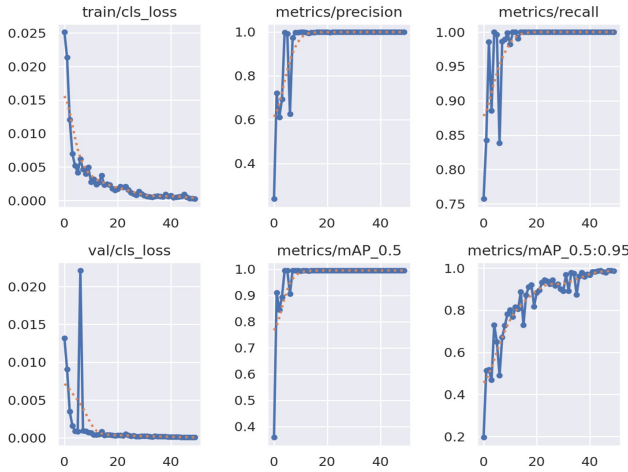 train/cls_loss
metrics/precision
metrics/recall
0.025
0.020
0.015
0.010
0.005
0.000
1.0
0.8
0.6
0.4
1.00
0.95
0.90
0.85
0.80
0.75
0 20 40
0 20 40
0 20 40
val/cls_loss
metrics/mAP_0.5
metrics/mAP_0.5:0.95
0.020
0.015
0.010
0.005
0.000
1.0
0.9
0.8
0.7
0.6
0.5
0.4
1.0
0.8
0.6
0.4
0.2
0 20 40
0 20 40
0 20 40